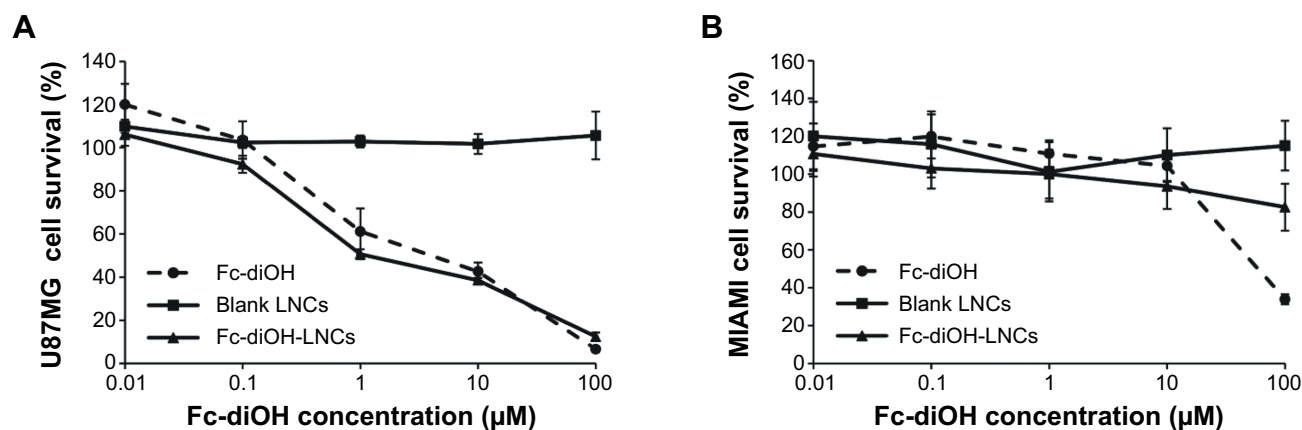 A
U87MG cell survival (%)
140
120
100
80
60
40
20
0
Fc-diOH
Blank LNCs
Fc-diOH-LNCs
0.01 0.1 1 10 100
Fc-diOH concentration (µM)
B
MIAMI cell survival (%)
160
140
120
100
80
60
40
20
0
Fc-diOH
Blank LNCs
Fc-diOH-LNCs
0.01 0.1 1 10 100
Fc-diOH concentration (µM)